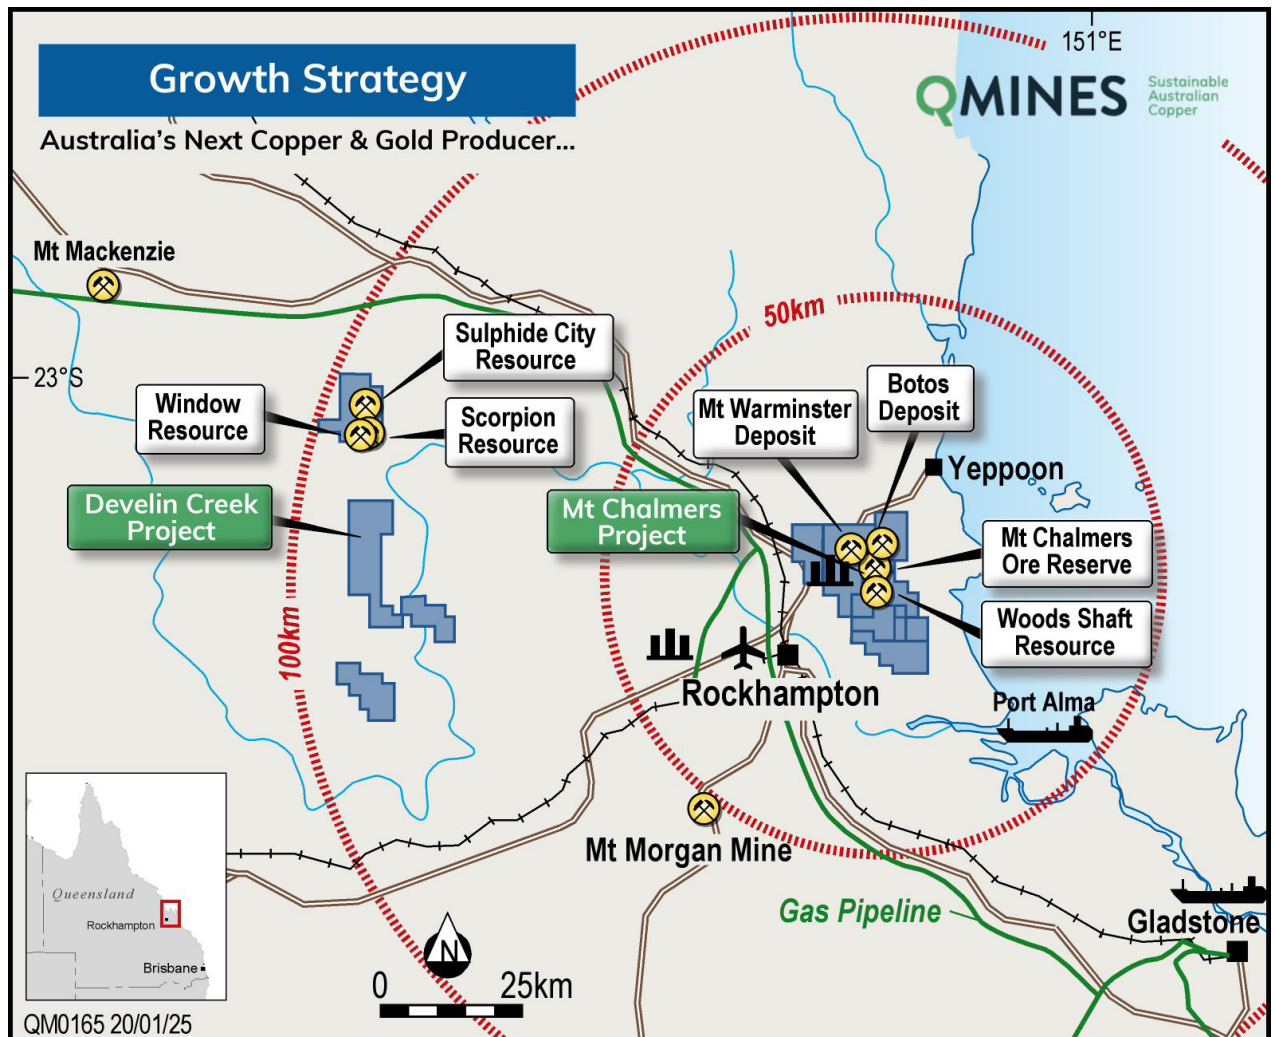 Growth Strategy
Australia's Next Copper & Gold Producer...
151°E
QMINES
Sustainable
Australian
Copper
Mt Mackenzie
23°S
50km
Sulphide City
Resource
Window
Resource
Scorpion
Resource
Mt Warminster
Deposit
Botos
Deposit
Yeppoon
Develin Creek
Project
Mt Chalmers
Project
Mt Chalmers
Ore Reserve
Woods Shaft
Resource
100km
Rockhampton
Port Alma
Mt Morgan Mine
Gas Pipeline
Gladstone
Queensland
Rockhampton
Brisbane
N
0 25km
QM0165 20/01/25